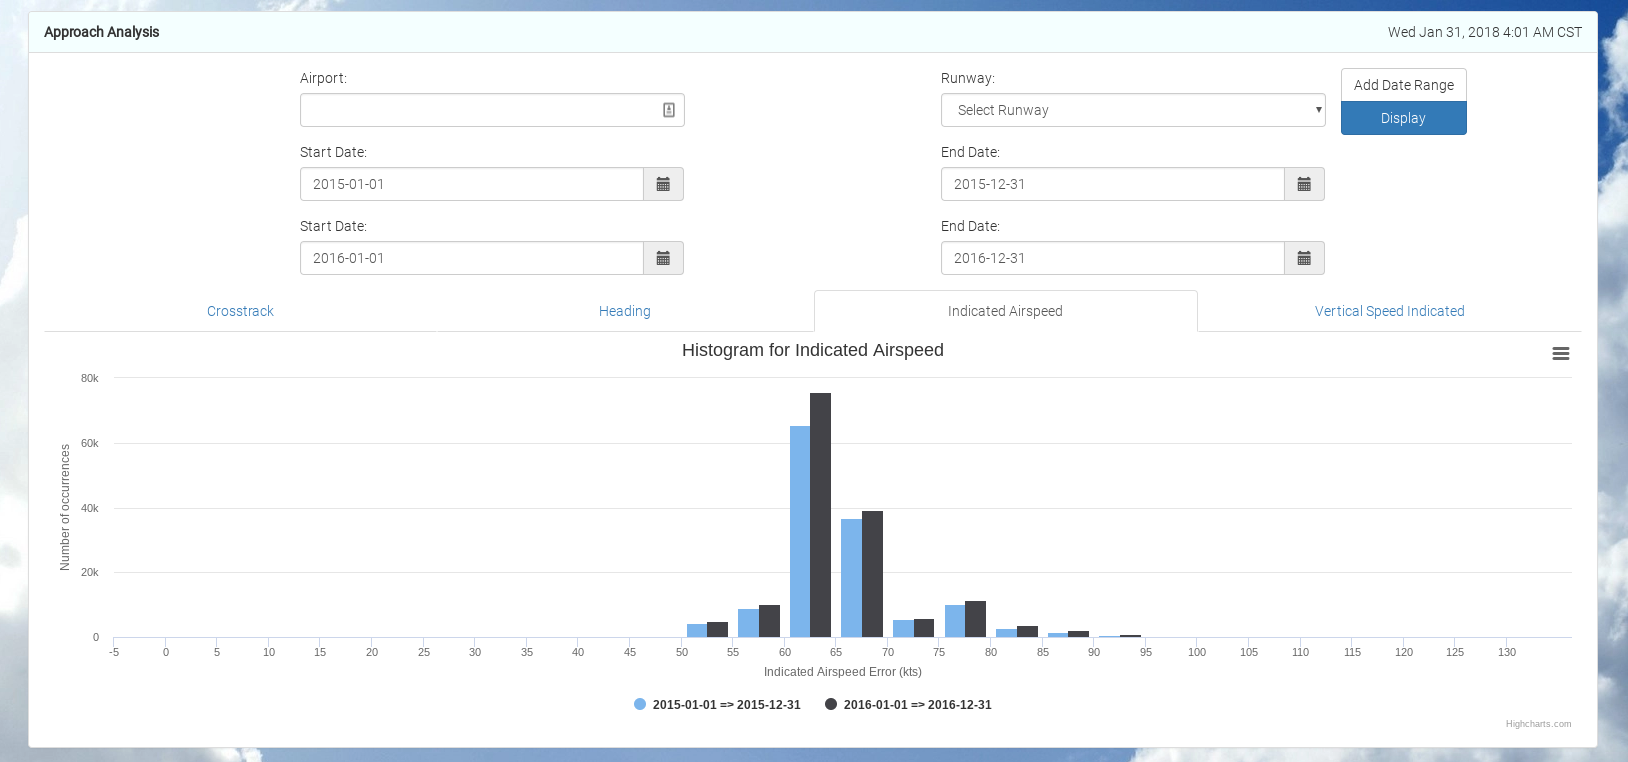 Approach Analysis
Wed Jan 31, 2018 4:01 AM CST
Airport:
Runway:
Select Runway
Add Date Range
Display
Start Date:
End Date:
2015-01-01
2015-12-31
Start Date:
End Date:
2016-01-01
2016-12-31
Crosstrack
Heading
Indicated Airspeed
Vertical Speed Indicated
Histogram for Indicated Airspeed
Number of occurrences
80k
60k
40k
20k
0
-5 0 5 10 15 20 25 30 35 40 45 50 55 60 65 70 75 80 85 90 95 100 105 110 115 120 125 130
Indicated Airspeed Error (kts)
2015-01-01 => 2015-12-31
2016-01-01 => 2016-12-31
Highcharts.com